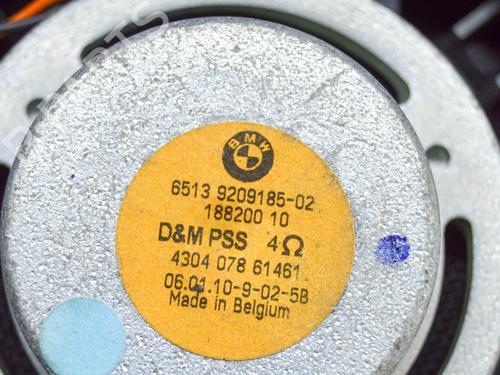 BMW
6513 9209185-02
188200 10
D&M PSS 4Ω
4304 078 61461
06.01.10-9-02-5B
Made in Belgium